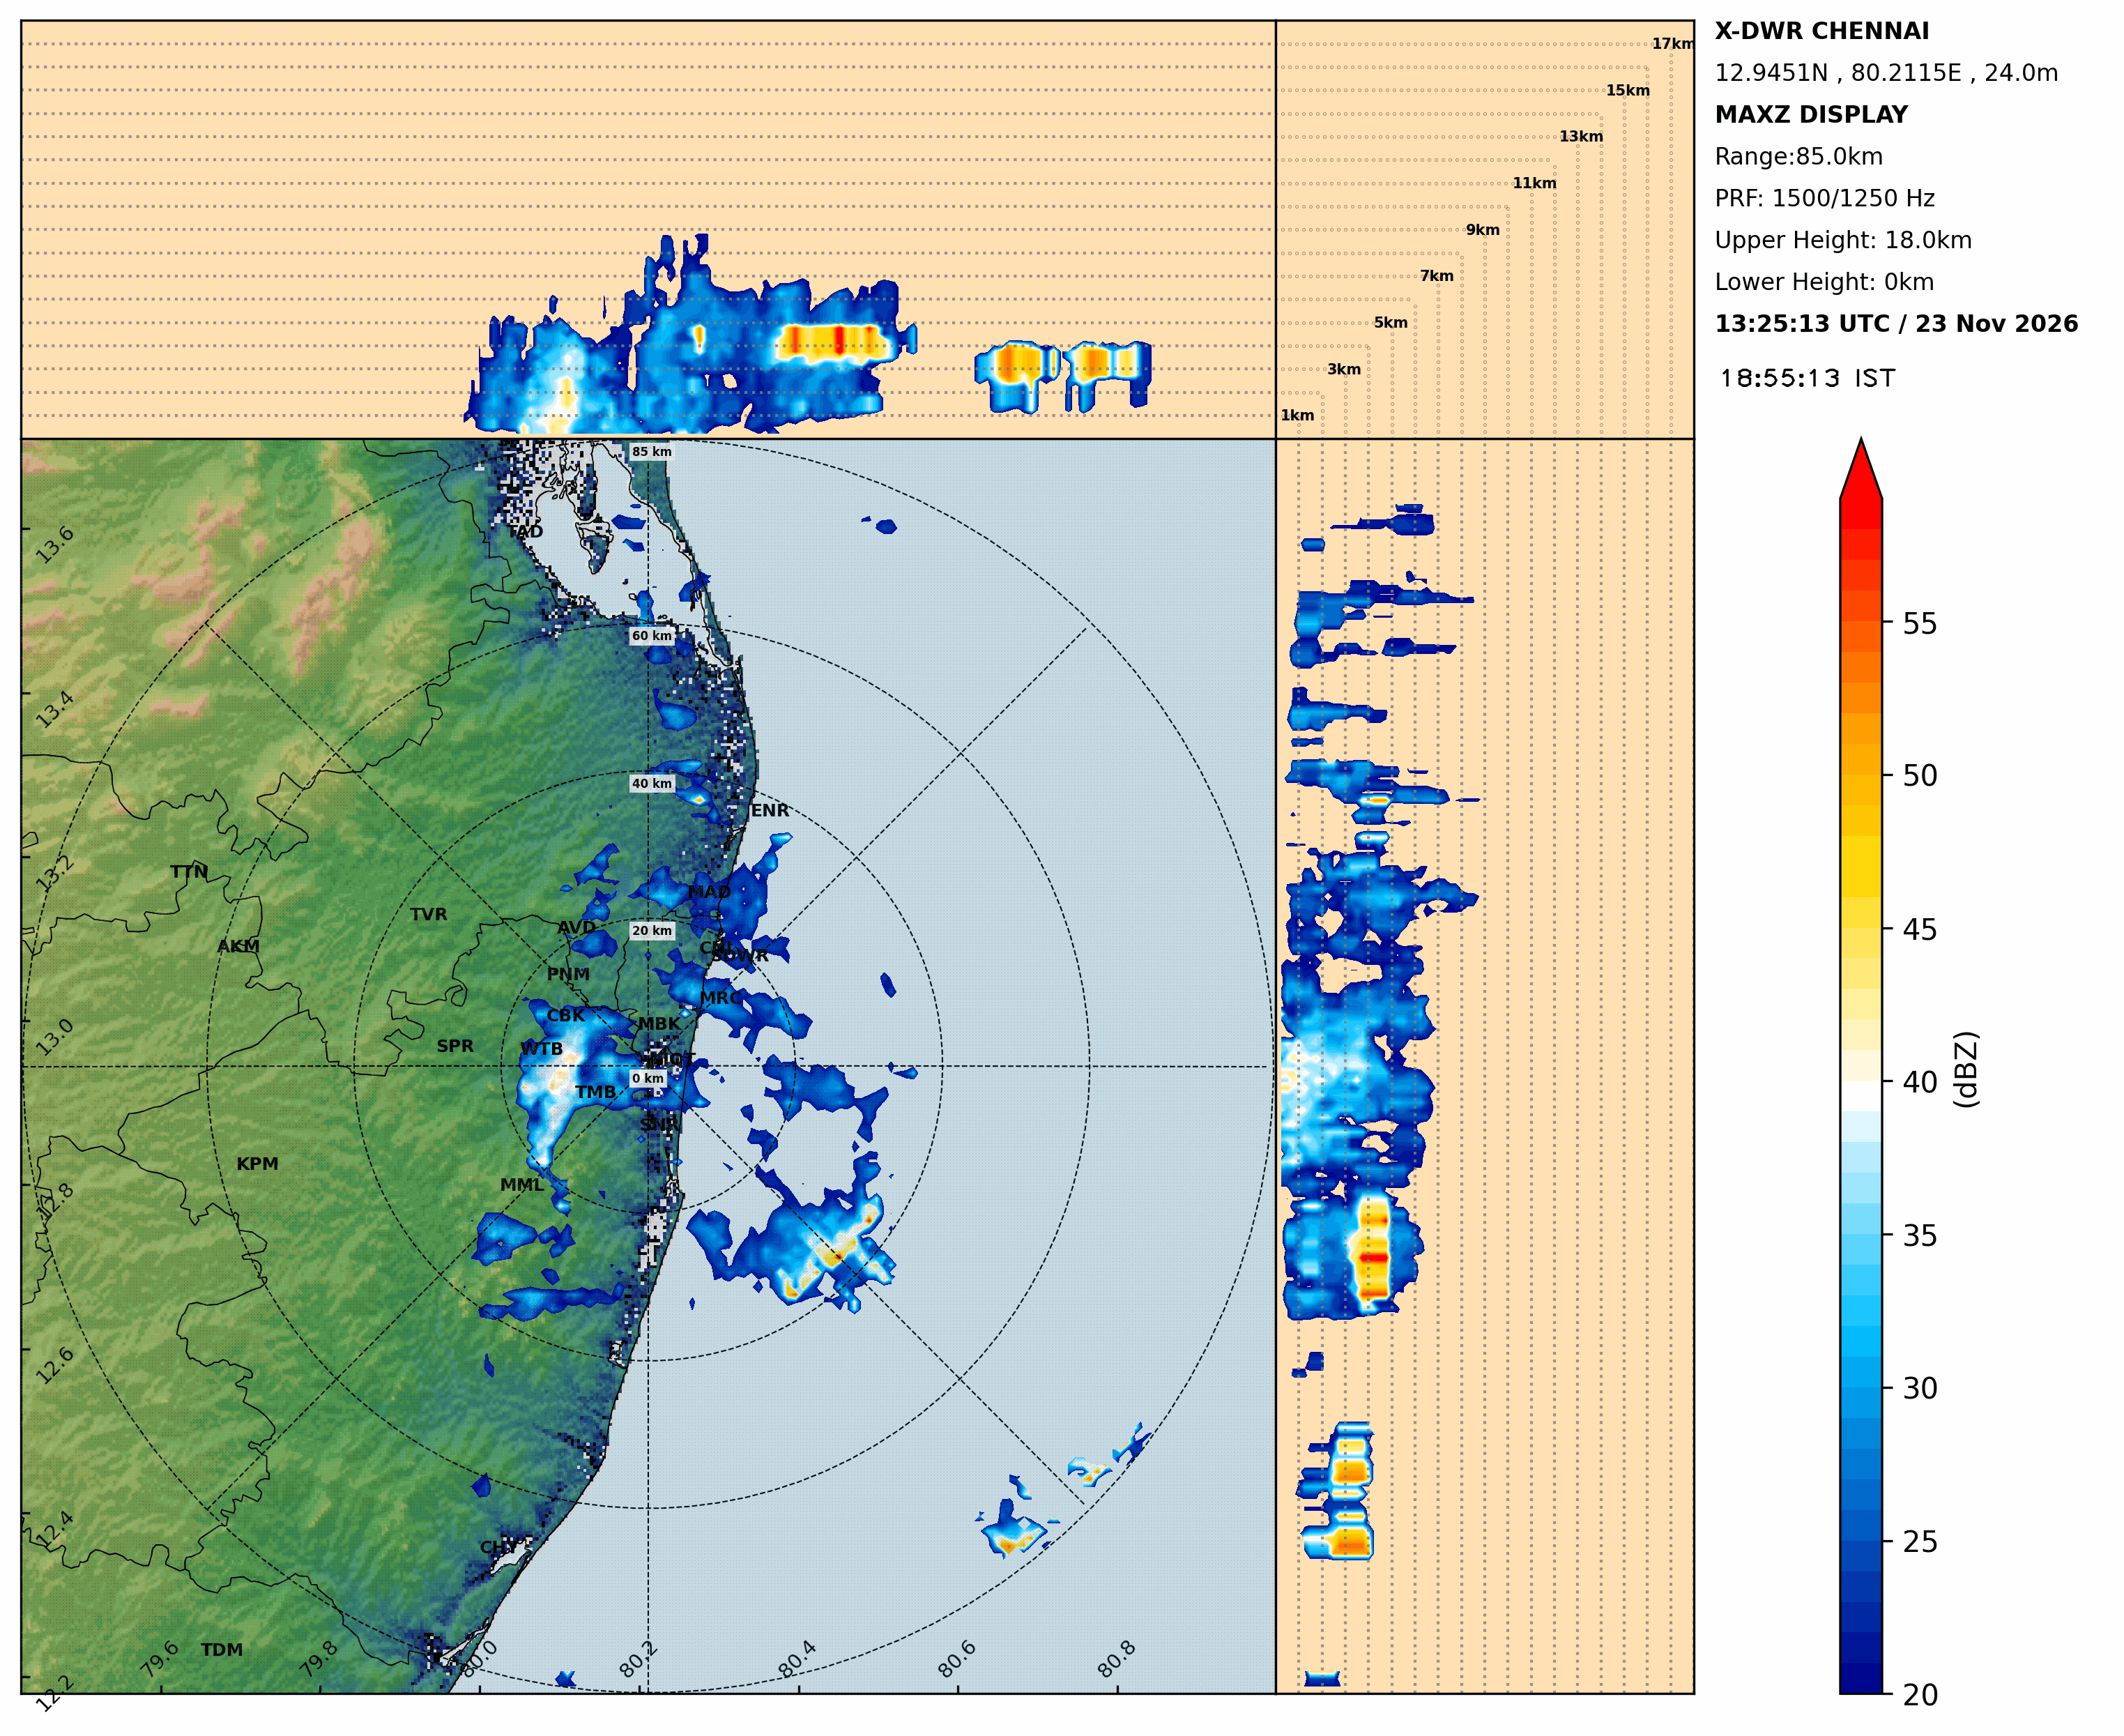 X-DWR CHENNAI
12.9451N , 80.2115E , 24.0m
MAXZ DISPLAY
Range:85.0km
PRF: 1500/1250 Hz
Upper Height: 18.0km
Lower Height: 0km
13:25:13 UTC / 23 Nov 2026
18:55:13 IST
17km
15km
13km
11km
9km
7km
5km
3km
1km
85 km
TAD
13.6
60 km
13.4
40 km
ENR
13.2
TTN
MAD
TVR
AVD
20 km
AKM
CNI
SDWR
PNM
MRC
CBK
MBK
13.0
SPR
WTB
0 km
TMB
SNR
KPM
MML
12.8
12.6
12.4
CHY
TDM
12.2
79.6
79.8
80.0
80.2
80.4
80.6
80.8
55
50
45
40
35
30
25
20
(dBZ)